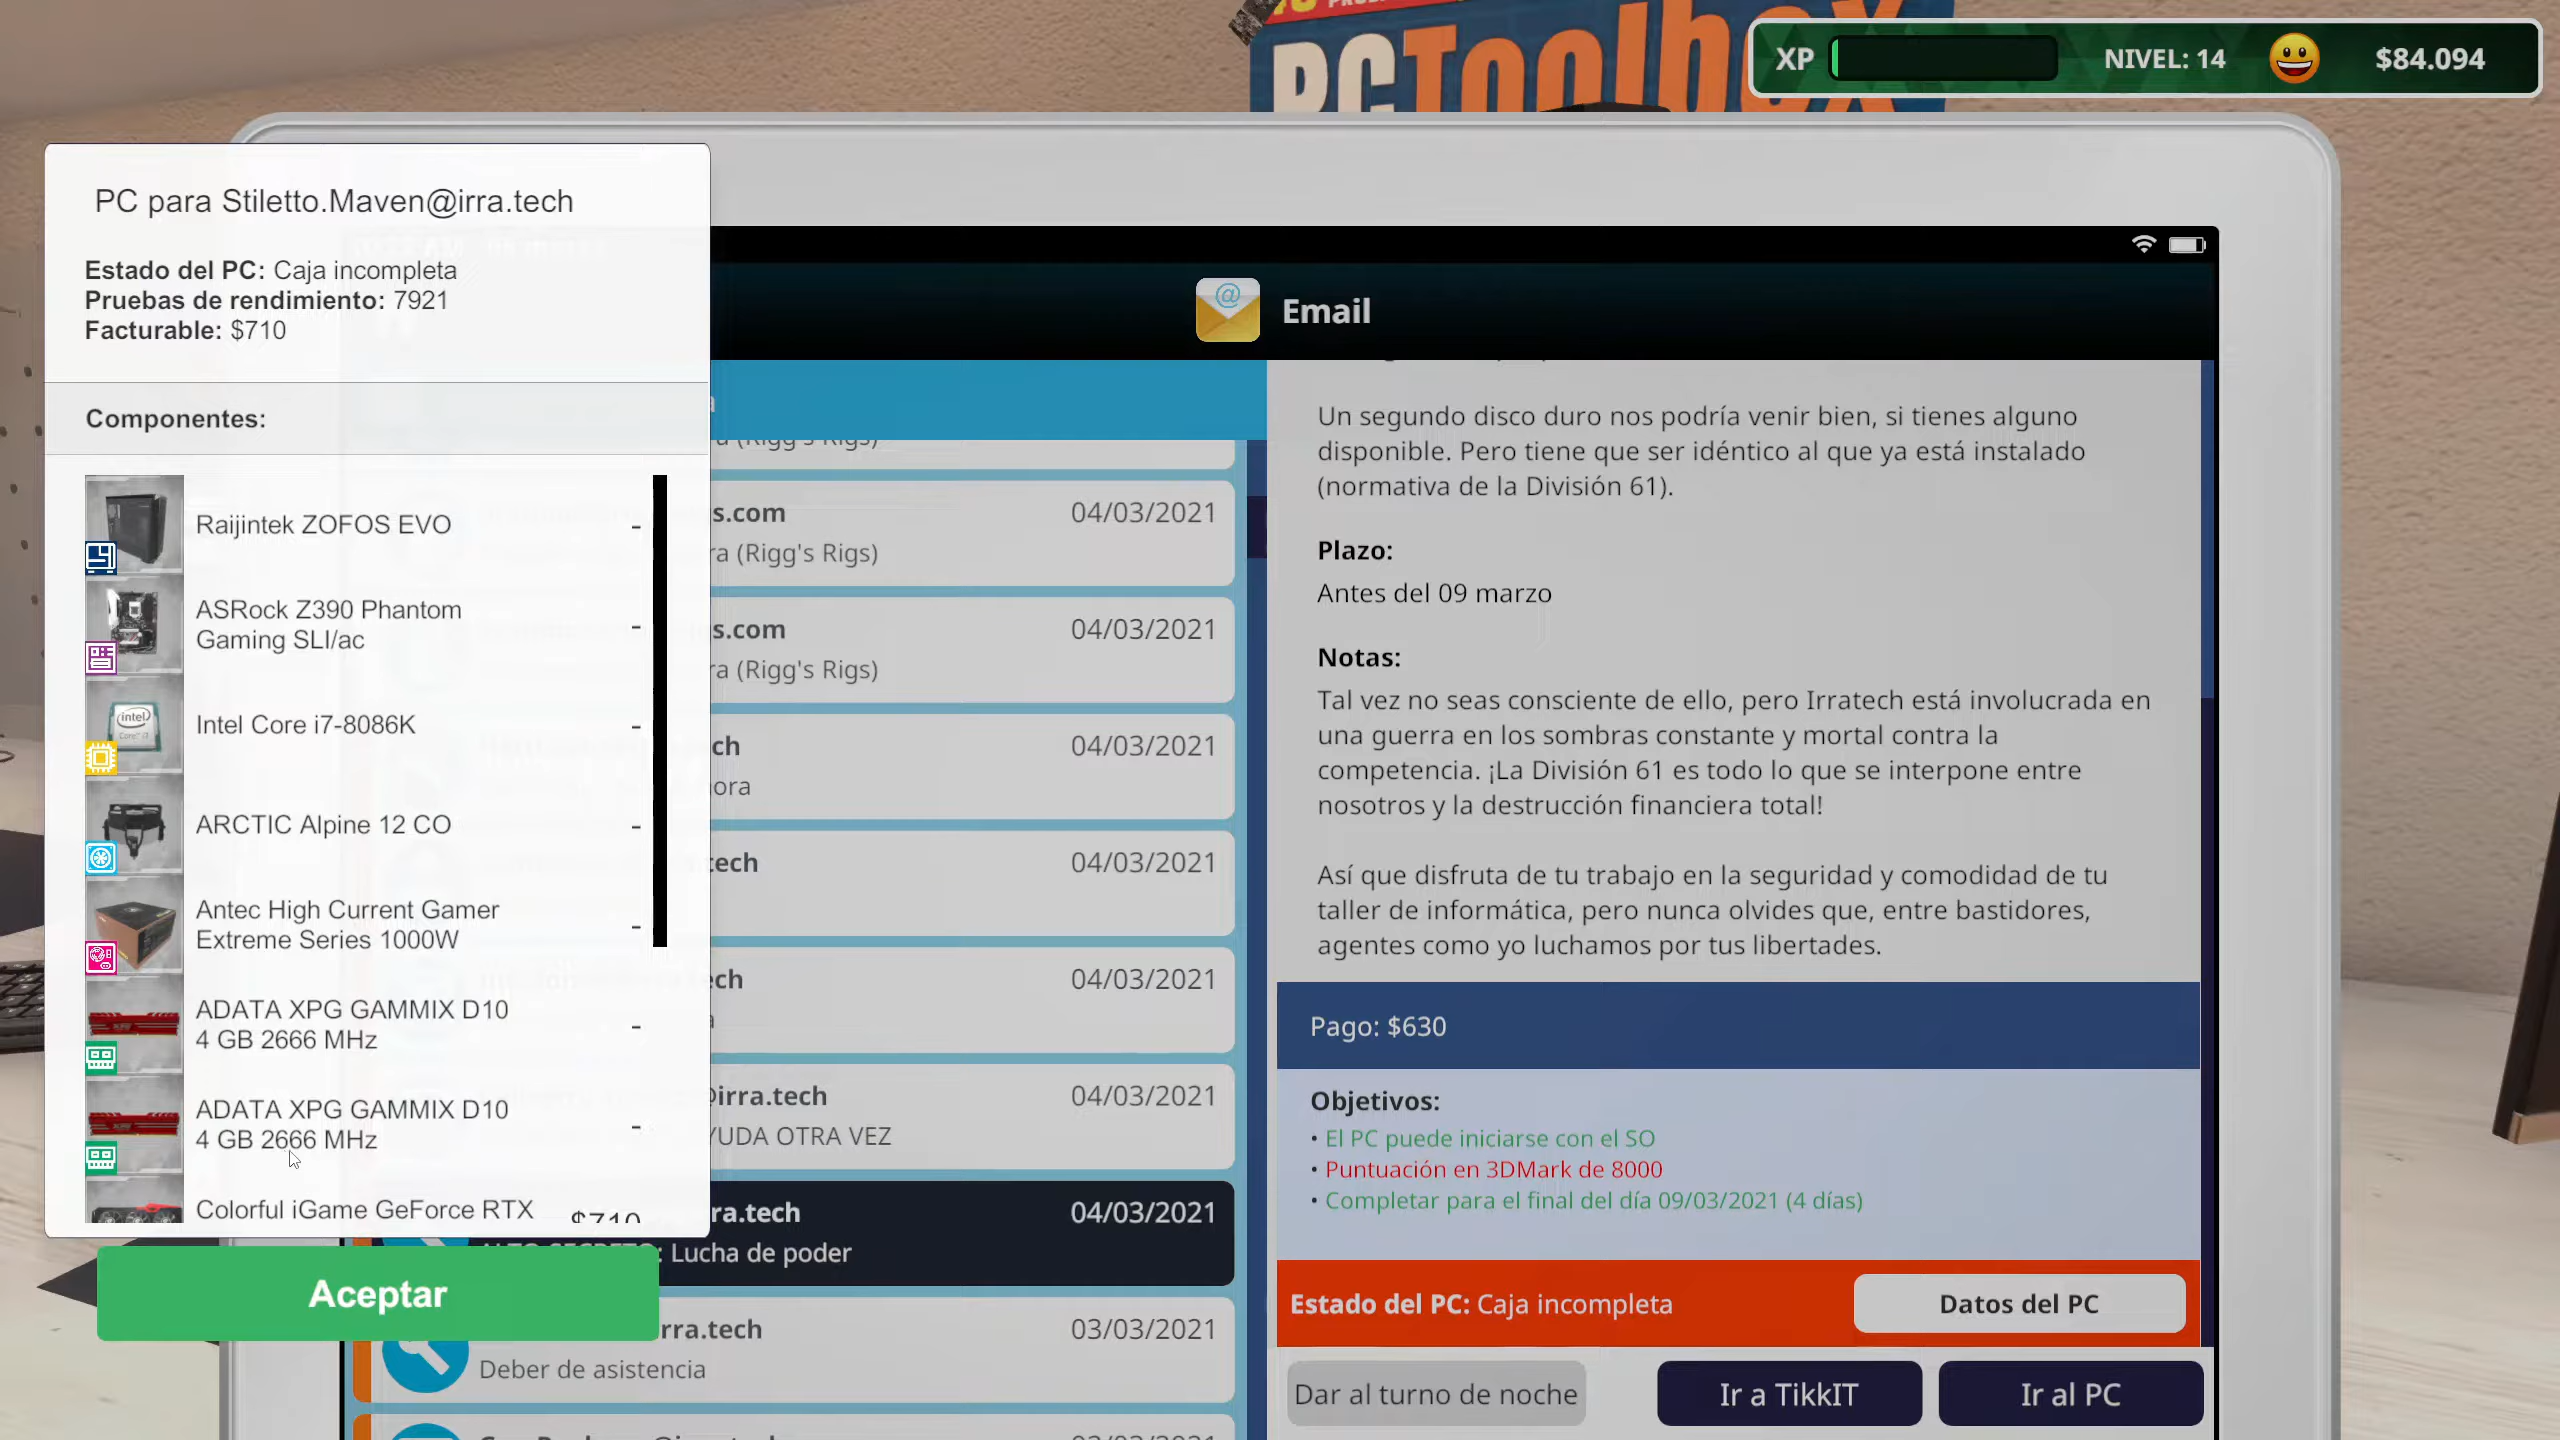 PCToolbox
XP
NIVEL: 14
$84.094
PC para Stiletto.Maven@irra.tech
Estado del PC: Caja incompleta
Pruebas de rendimiento: 7921
Facturable: $710
Componentes:
Raijintek ZOFOS EVO
-
ASRock Z390 Phantom
Gaming SLI/ac
-
Intel Core i7-8086K
-
ARCTIC Alpine 12 CO
-
Antec High Current Gamer
Extreme Series 1000W
-
ADATA XPG GAMMIX D10
4 GB 2666 MHz
-
ADATA XPG GAMMIX D10
4 GB 2666 MHz
-
Colorful iGame GeForce RTX
$710
Aceptar
Email
a (Rigg's Rigs)
s.com
04/03/2021
ra (Rigg's Rigs)
s.com
04/03/2021
ra (Rigg's Rigs)
ch
04/03/2021
ora
.tech
04/03/2021
ech
04/03/2021
a
@irra.tech
04/03/2021
YUDA OTRA VEZ
ra.tech
04/03/2021
ALTO SECRETO: Lucha de poder
rra.tech
03/03/2021
Deber de asistencia
Un segundo disco duro nos podría venir bien, si tienes alguno
disponible. Pero tiene que ser idéntico al que ya está instalado
(normativa de la División 61).
Plazo:
Antes del 09 marzo
Notas:
Tal vez no seas consciente de ello, pero Irratech está involucrada en
una guerra en los sombras constante y mortal contra la
competencia. ¡La División 61 es todo lo que se interpone entre
nosotros y la destrucción financiera total!
Así que disfruta de tu trabajo en la seguridad y comodidad de tu
taller de informática, pero nunca olvides que, entre bastidores,
agentes como yo luchamos por tus libertades.
Pago: $630
Objetivos:
• El PC puede iniciarse con el SO
• Puntuación en 3DMark de 8000
• Completar para el final del día 09/03/2021 (4 días)
Estado del PC: Caja incompleta
Datos del PC
Dar al turno de noche
Ir a TikkIT
Ir al PC